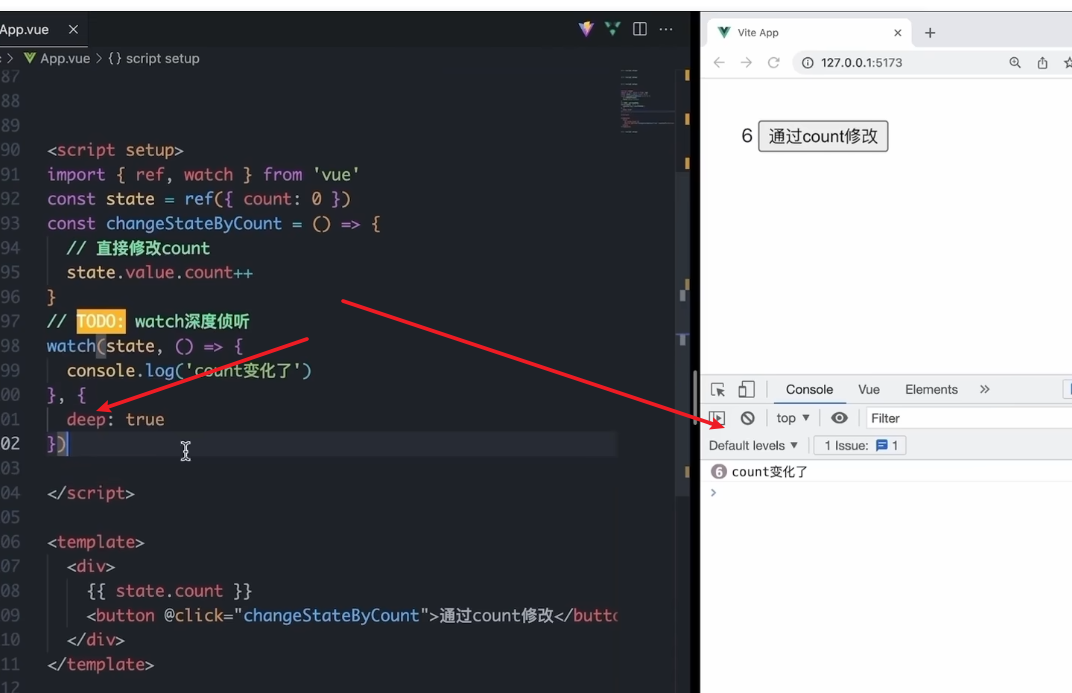 App.vue
App.vue > {} script setup
87
88
89
90 <script setup>
91 import { ref, watch } from 'vue'
92 const state = ref({ count: 0 })
93 const changeStateByCount = () => {
94 // 直接修改count
95 state.value.count++
96 }
97 // TODO: watch深度侦听
98 watch(state, () => {
99 console.log('count变化了')
00 }, {
01 deep: true
02 })
03
04 </script>
05
06 <template>
07 <div>
08 {{ state.count }}
09 <button @click="changeStateByCount">通过count修改</butto
10 </div>
11 </template>
12
Vite App
127.0.0.1:5173
6 通过count修改
Console Vue Elements »
top ▼ Filter
Default levels ▼ 1 Issue: 1
6 count变化了